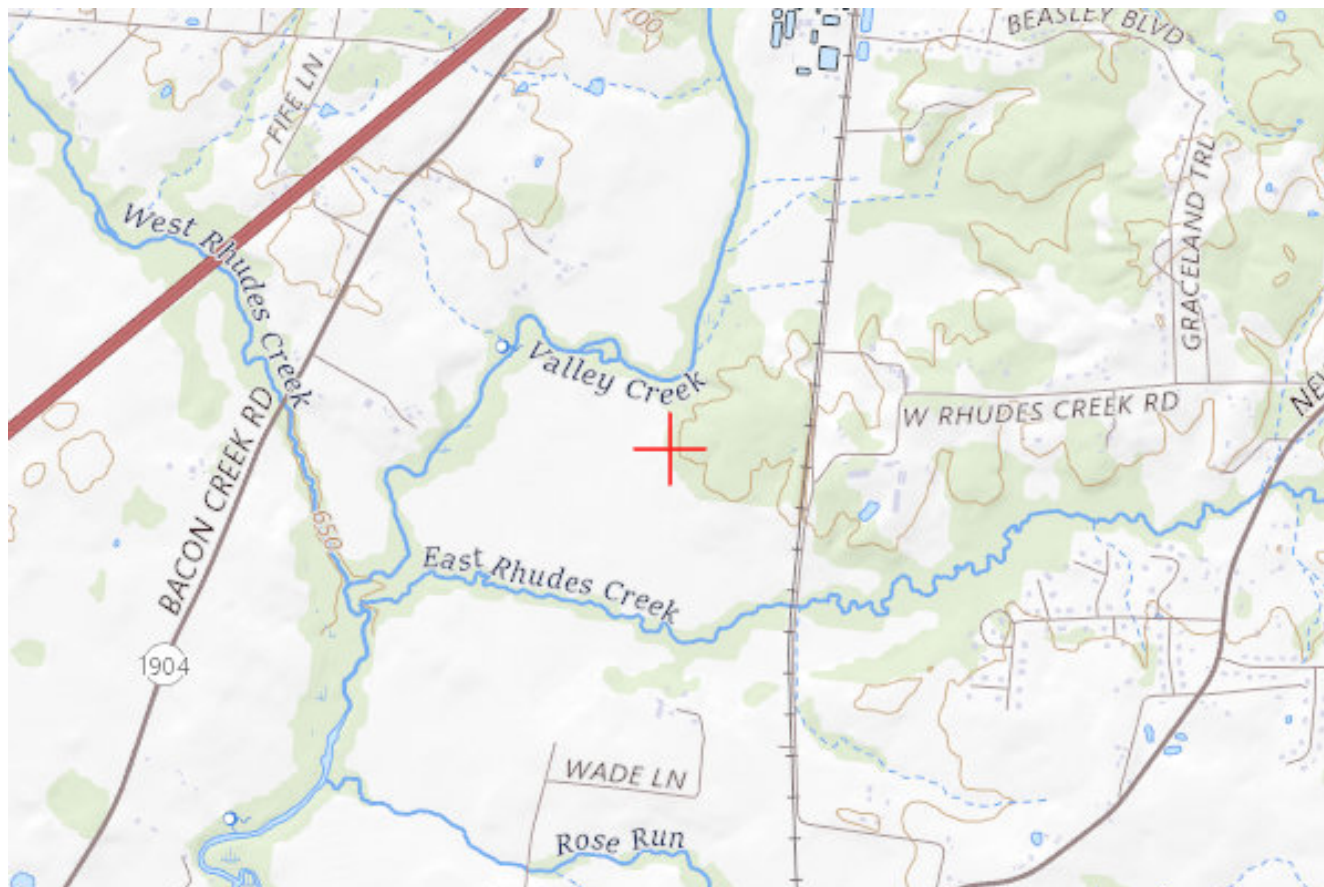 700
BEASLEY BLVD
FIFE LN
GRACELAND TRL
West Rhudes Creek
Valley Creek
W RHUDES CREEK RD
BACON CREEK RD
650
East Rhudes Creek
1904
WADE LN
Rose Run